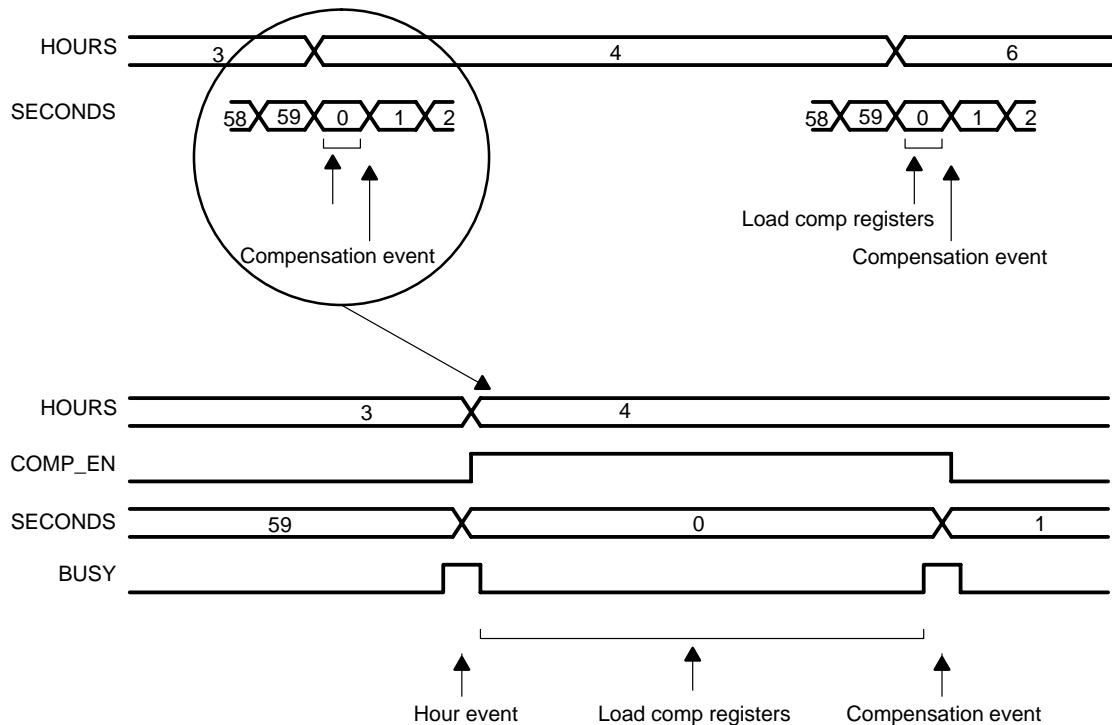 HOURS 3 4 6
SECONDS 58 59 0 1 2 58 59 0 1 2
Load comp registers
Compensation event Compensation event
HOURS 3 4
COMP_EN
SECONDS 59 0 1
BUSY
Hour event Load comp registers Compensation event